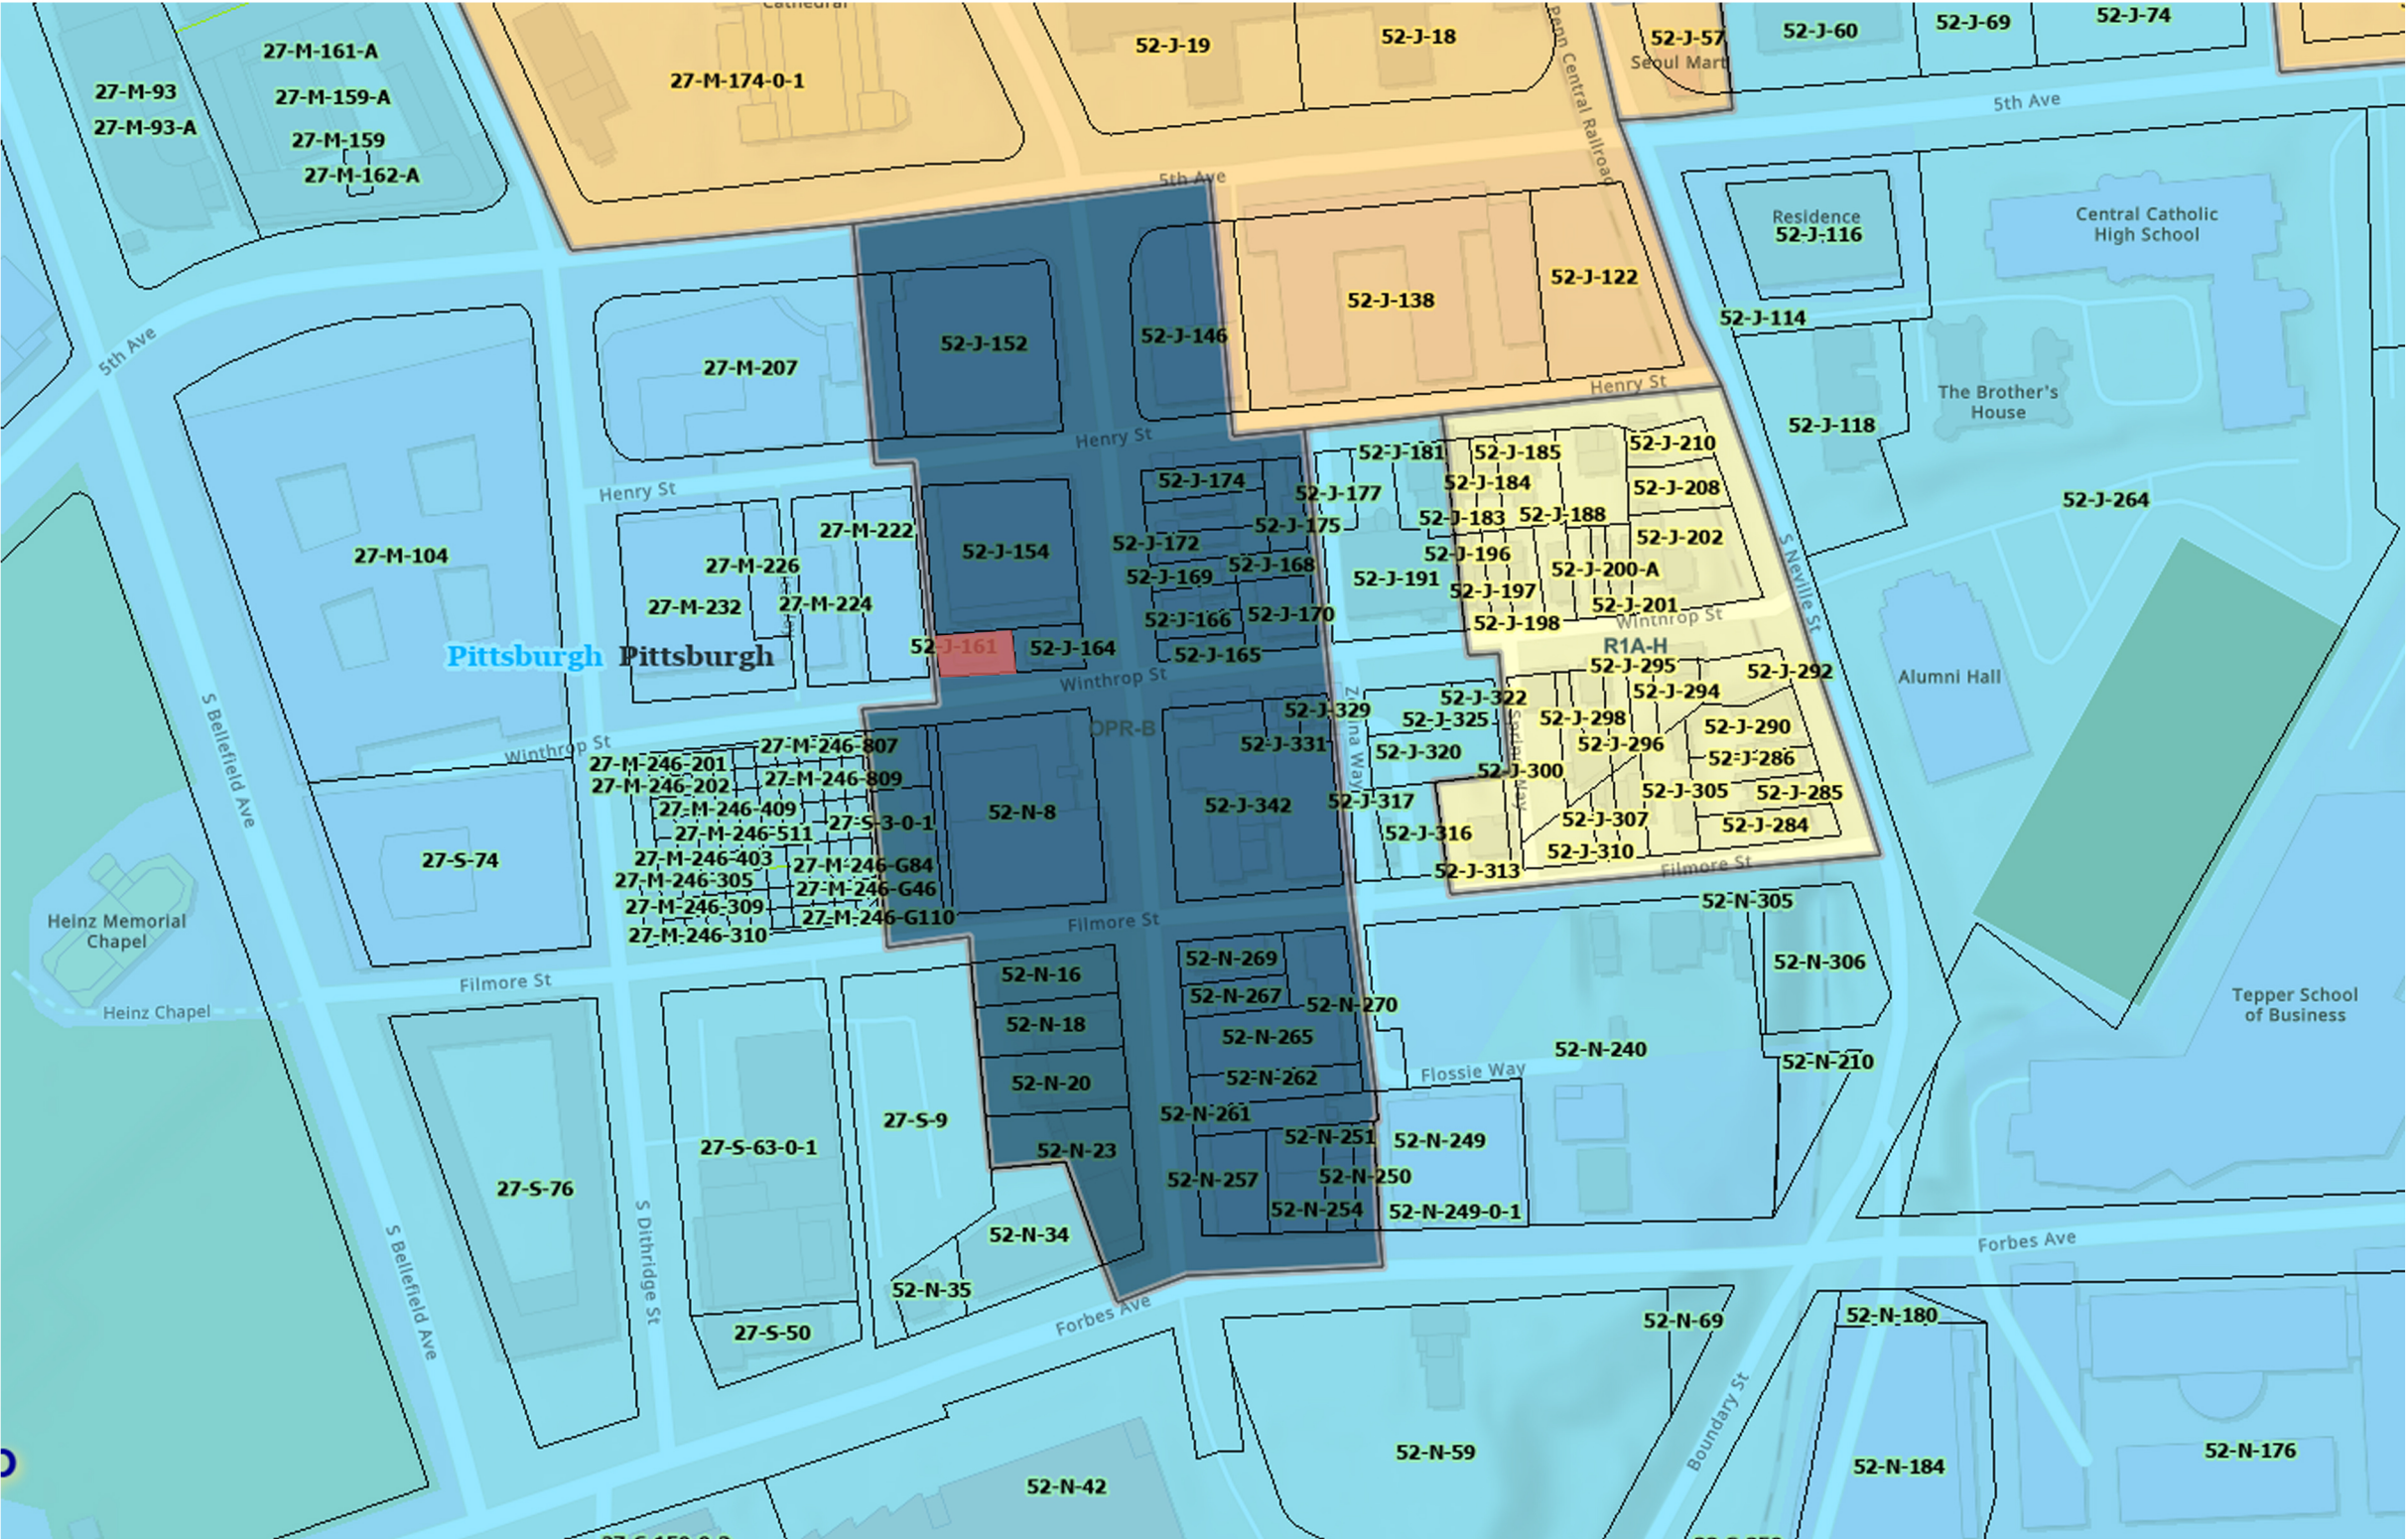 Cathedral
27-M-161-A
27-M-93
27-M-159-A
27-M-93-A
27-M-159
27-M-162-A
27-M-174-0-1
52-J-19
52-J-18
Penn Central Railroad
52-J-57
Seoul Mart
52-J-60
52-J-69
52-J-74
5th Ave
5th Ave
5th Ave
Residence
52-J-116
Central Catholic
High School
52-J-138
52-J-122
52-J-114
52-J-152
52-J-146
27-M-207
Henry St
The Brother's
House
52-J-118
Henry St
Henry St
52-J-181
52-J-185
52-J-210
52-J-174
52-J-177
52-J-184
52-J-208
52-J-264
27-M-222
52-J-175
52-J-183
52-J-188
52-J-202
27-M-104
52-J-154
52-J-172
52-J-196
27-M-226
52-J-169
52-J-168
52-J-191
52-J-200-A
S Neville St
27-M-232
27-M-224
52-J-166
52-J-170
52-J-197
52-J-201
52-J-198
Winthrop St
Pittsburgh
Pittsburgh
52-J-161
52-J-164
52-J-165
R1A-H
52-J-295
52-J-292
Alumni Hall
Winthrop St
52-J-322
52-J-294
52-J-329
52-J-325
52-J-298
52-J-290
OPR-B
Zulema Way
S Bellefield Ave
Winthrop St
27-M-246-807
52-J-331
52-J-320
52-J-296
52-J-286
27-M-246-201
27-M-246-202
27-M-246-809
52-J-300
52-J-305
52-J-285
27-M-246-409
52-N-8
52-J-342
52-J-317
27-M-246-511
27-S-3-0-1
52-J-316
52-J-307
52-J-284
27-M-246-403
27-M-246-G84
52-J-310
27-S-74
27-M-246-305
27-M-246-G46
52-J-313
Filmore St
27-M-246-309
27-M-246-G110
Filmore St
52-N-305
Heinz Memorial
Chapel
27-M-246-310
52-N-269
52-N-306
Filmore St
52-N-16
52-N-267
52-N-270
Tepper School
of Business
Heinz Chapel
52-N-18
52-N-265
52-N-240
52-N-20
52-N-262
Flossie Way
52-N-210
27-S-9
52-N-261
27-S-63-0-1
52-N-23
52-N-251
52-N-249
27-S-76
52-N-257
52-N-250
52-N-254
52-N-249-0-1
52-N-34
Forbes Ave
S Dithridge St
S Bellefield Ave
52-N-35
Forbes Ave
27-S-50
52-N-69
52-N-180
Boundary St
52-N-59
52-N-42
52-N-184
52-N-176